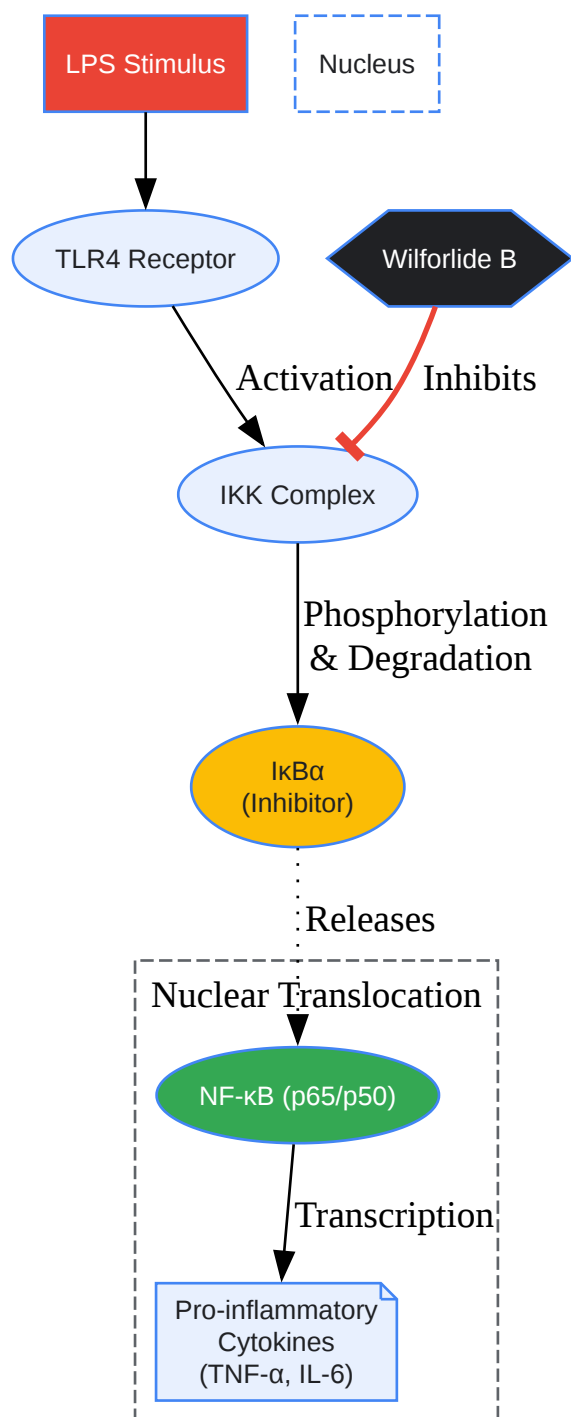 LPS Stimulus
Nucleus
TLR4 Receptor
Wilforlide B
Activation
Inhibits
IKK Complex
Phosphorylation
& Degradation
IκBα
(Inhibitor)
Releases
Nuclear Translocation
NF-κB (p65/p50)
Transcription
Pro-inflammatory
Cytokines
(TNF-α, IL-6)